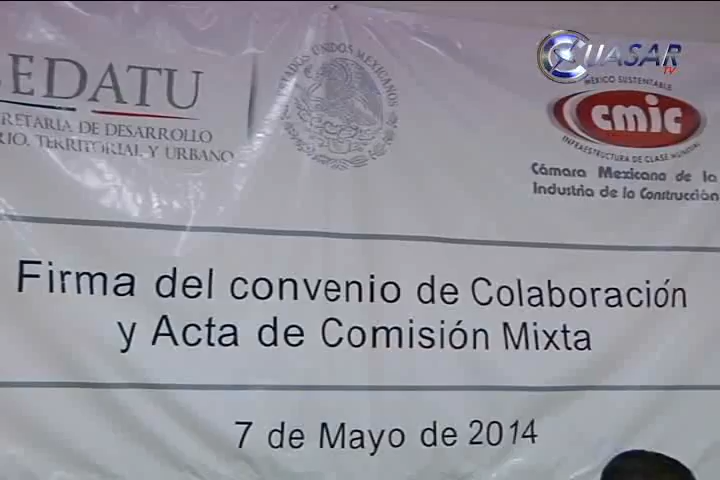 EDATU
RETARIA DE DESARROLLO
RIO, TERRITORIAL Y URBANO
ESTADOS UNIDOS MEXICANOS
QUASAR
TV
MÉXICO SUSTENTABLE
cmic
INFRAESTRUCTURA DE CLASE MUNDIAL
Cámara Mexicana de la
Industria de la Construcción
Firma del convenio de Colaboración
y Acta de Comisión Mixta
7 de Mayo de 2014